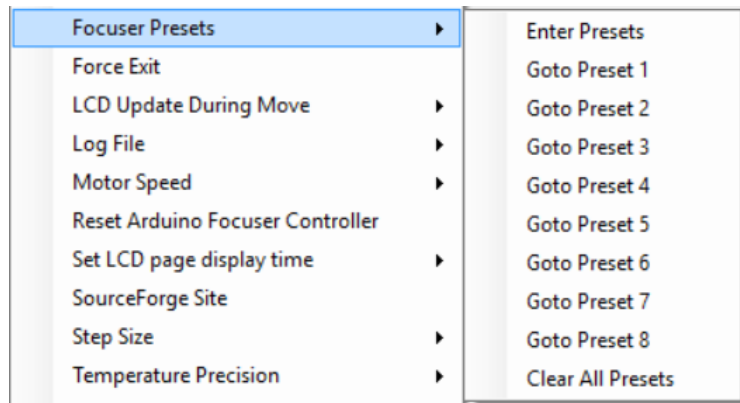 Focuser Presets
Force Exit
LCD Update During Move
Log File
Motor Speed
Reset Arduino Focuser Controller
Set LCD page display time
SourceForge Site
Step Size
Temperature Precision
Enter Presets
Goto Preset 1
Goto Preset 2
Goto Preset 3
Goto Preset 4
Goto Preset 5
Goto Preset 6
Goto Preset 7
Goto Preset 8
Clear All Presets